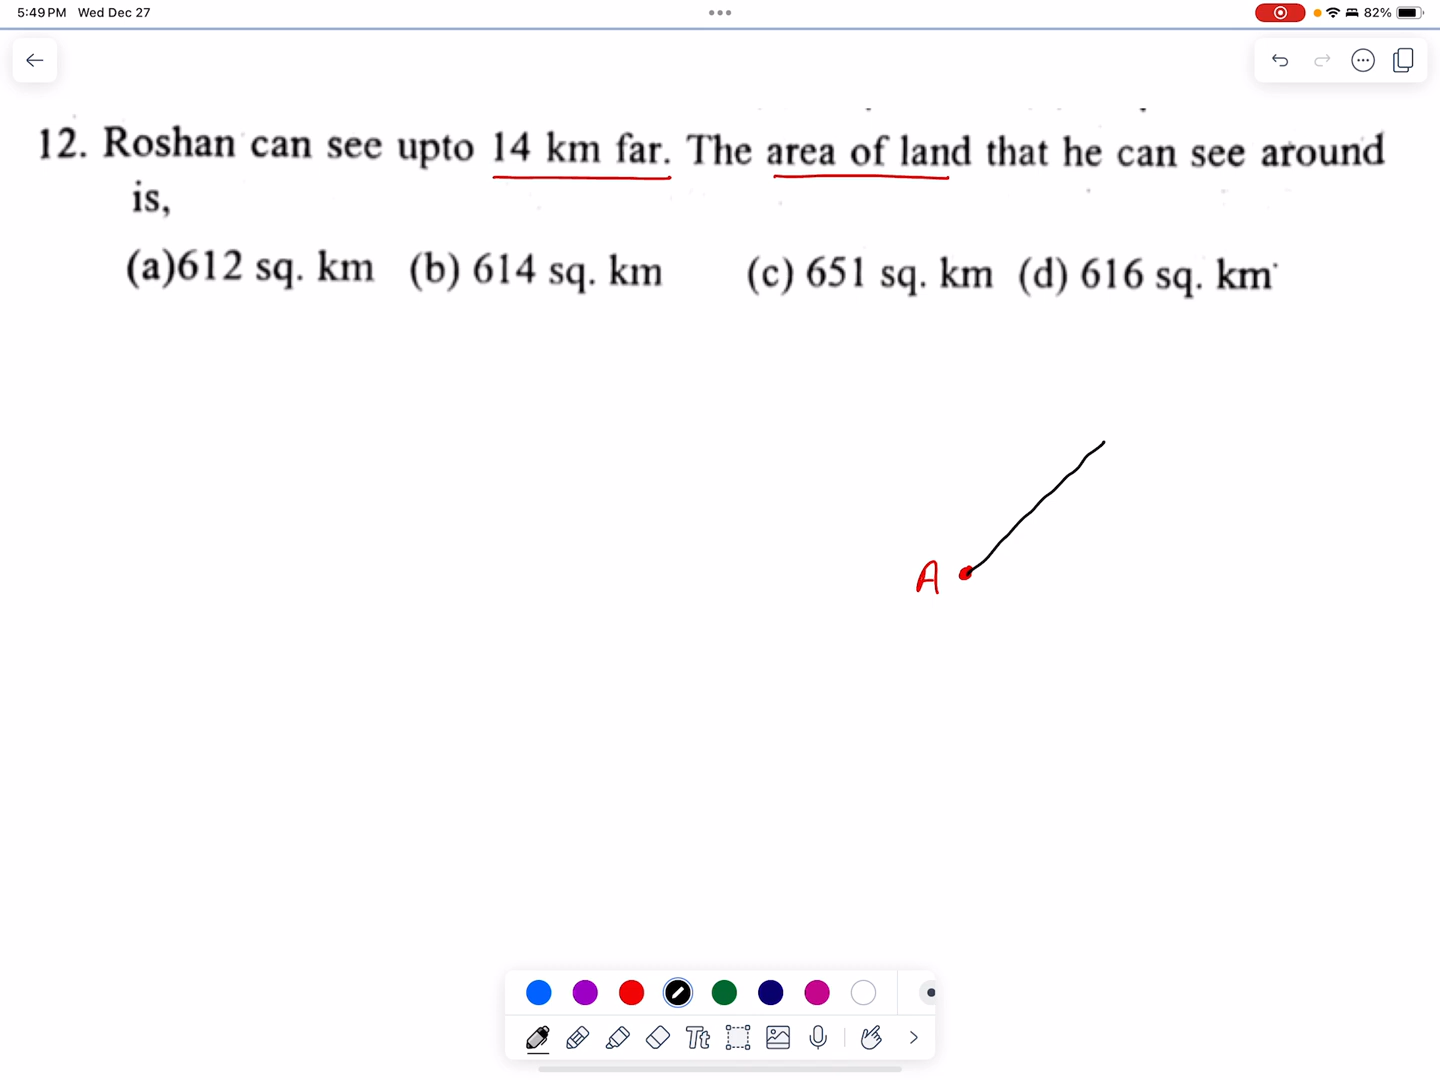 5:49 PM Wed Dec 27
82%
12. Roshan can see upto 14 km far. The area of land that he can see around
is,
(a)612 sq. km (b) 614 sq. km (c) 651 sq. km (d) 616 sq. km
A
Tt